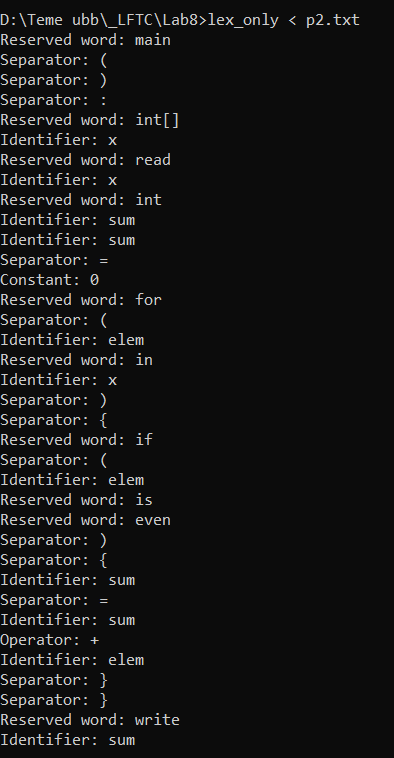 D:\Teme ubb\_LFTC\Lab8>lex_only < p2.txt
Reserved word: main
Separator: (
Separator: )
Separator: :
Reserved word: int[]
Identifier: x
Reserved word: read
Identifier: x
Reserved word: int
Identifier: sum
Identifier: sum
Separator: =
Constant: 0
Reserved word: for
Separator: (
Identifier: elem
Reserved word: in
Identifier: x
Separator: )
Separator: {
Reserved word: if
Separator: (
Identifier: elem
Reserved word: is
Reserved word: even
Separator: )
Separator: {
Identifier: sum
Separator: =
Identifier: sum
Operator: +
Identifier: elem
Separator: }
Separator: }
Reserved word: write
Identifier: sum